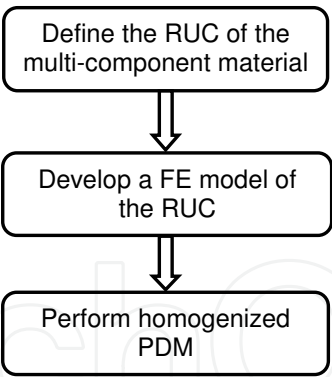 Define the RUC of the
multi-component material
Develop a FE model of
the RUC
Perform homogenized
PDM